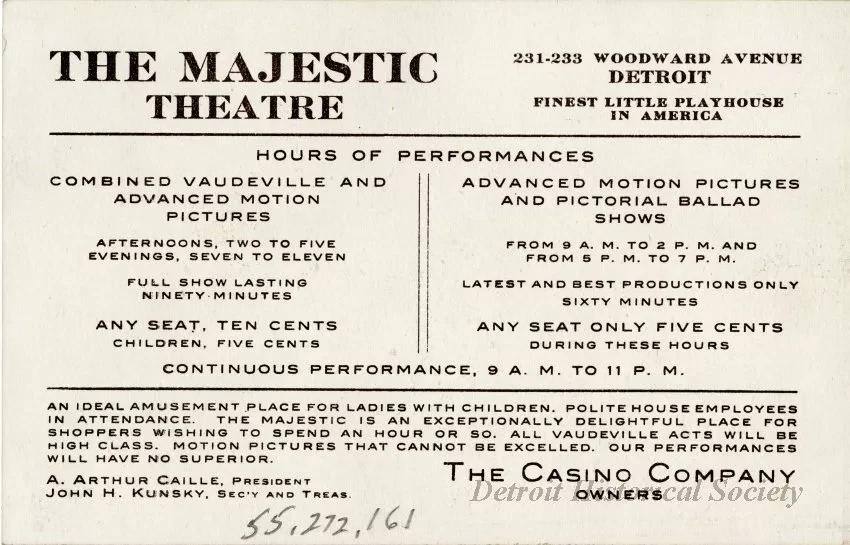 THE MAJESTIC
THEATRE
231-233 WOODWARD AVENUE
DETROIT
FINEST LITTLE PLAYHOUSE
IN AMERICA
HOURS OF PERFORMANCES
COMBINED VAUDEVILLE AND
ADVANCED MOTION
PICTURES
AFTERNOONS, TWO TO FIVE
EVENINGS, SEVEN TO ELEVEN
FULL SHOW LASTING
NINETY MINUTES
ANY SEAT, TEN CENTS
CHILDREN, FIVE CENTS
ADVANCED MOTION PICTURES
AND PICTORIAL BALLAD
SHOWS
FROM 9 A. M. TO 2 P. M. AND
FROM 5 P. M. TO 7 P. M.
LATEST AND BEST PRODUCTIONS ONLY
SIXTY MINUTES
ANY SEAT ONLY FIVE CENTS
DURING THESE HOURS
CONTINUOUS PERFORMANCE, 9 A. M. TO 11 P. M.
AN IDEAL AMUSEMENT PLACE FOR LADIES WITH CHILDREN. POLITE HOUSE EMPLOYEES
IN ATTENDANCE. THE MAJESTIC IS AN EXCEPTIONALLY DELIGHTFUL PLACE FOR
SHOPPERS WISHING TO SPEND AN HOUR OR SO. ALL VAUDEVILLE ACTS WILL BE
HIGH CLASS. MOTION PICTURES THAT CANNOT BE EXCELLED. OUR PERFORMANCES
WILL HAVE NO SUPERIOR.
A. ARTHUR CAILLE, PRESIDENT
JOHN H. KUNSKY, SEC'Y AND TREAS.
THE CASINO COMPANY
OWNERS
Detroit Historical Society
55.272.161